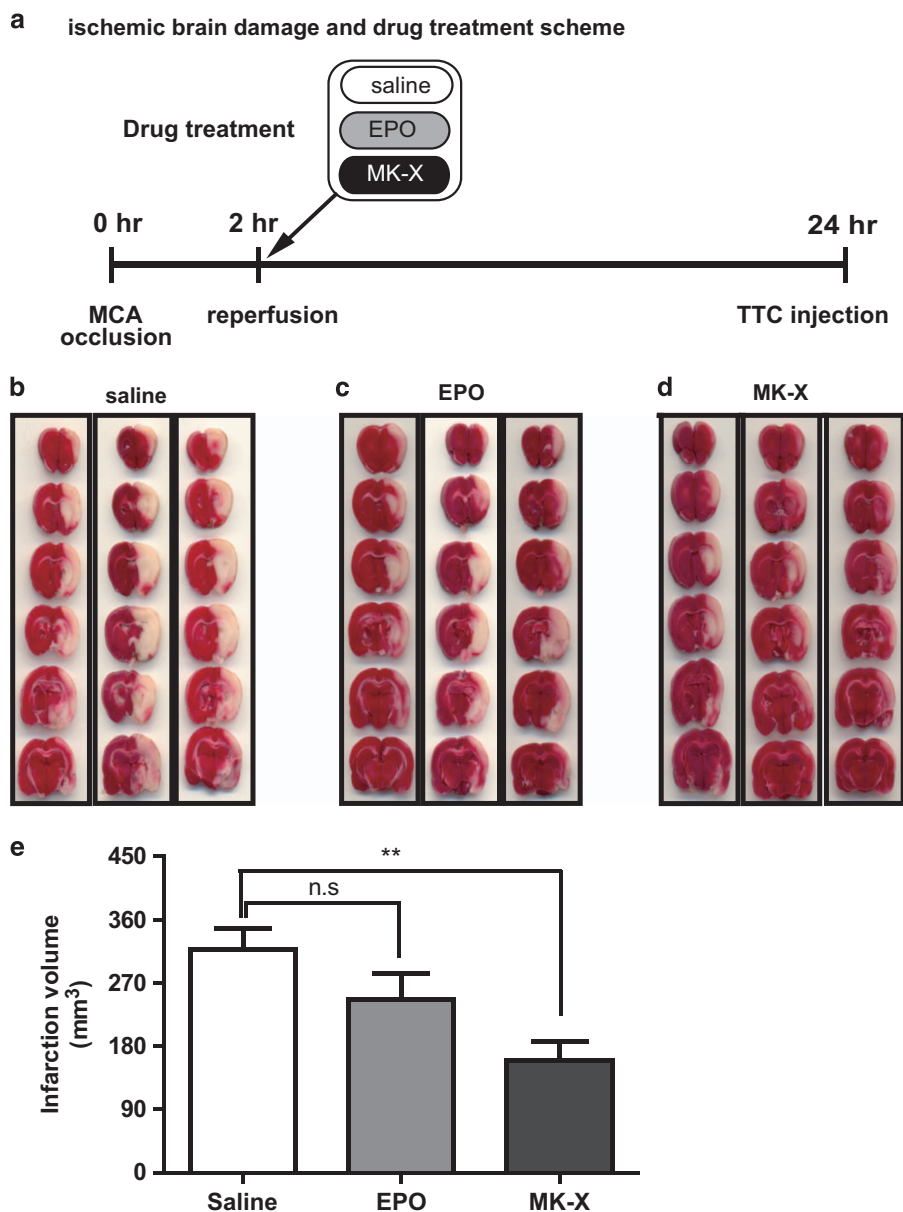 a
ischemic brain damage and drug treatment scheme
saline
Drug treatment
EPO
MK-X
0 hr
2 hr
24 hr
MCA
occlusion
reperfusion
TTC injection
b
saline
c
EPO
d
MK-X
e
450
360
270
180
90
0
Infarction volume
(mm³)
**
n.s
Saline
EPO
MK-X